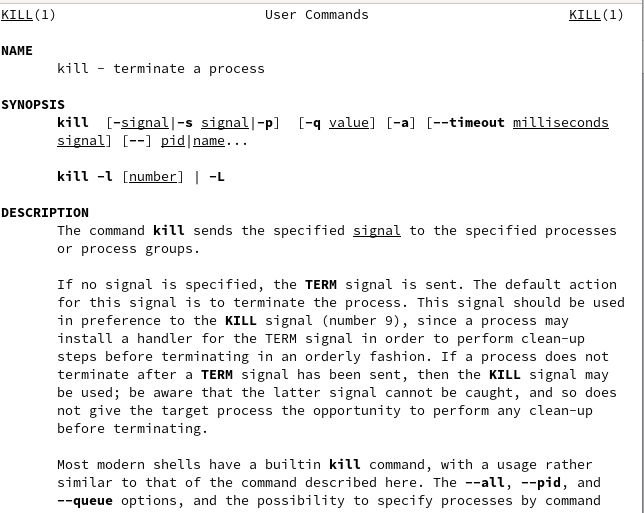 KILL(1) User Commands KILL(1)
NAME
kill - terminate a process
SYNOPSIS
kill [-signal|-s signal|-p] [-q value] [-a] [--timeout milliseconds
signal] [--] pid|name...
kill -l [number] | -L
DESCRIPTION
The command kill sends the specified signal to the specified processes
or process groups.
If no signal is specified, the TERM signal is sent. The default action
for this signal is to terminate the process. This signal should be used
in preference to the KILL signal (number 9), since a process may
install a handler for the TERM signal in order to perform clean-up
steps before terminating in an orderly fashion. If a process does not
terminate after a TERM signal has been sent, then the KILL signal may
be used; be aware that the latter signal cannot be caught, and so does
not give the target process the opportunity to perform any clean-up
before terminating.
Most modern shells have a builtin kill command, with a usage rather
similar to that of the command described here. The --all, --pid, and
--queue options, and the possibility to specify processes by command